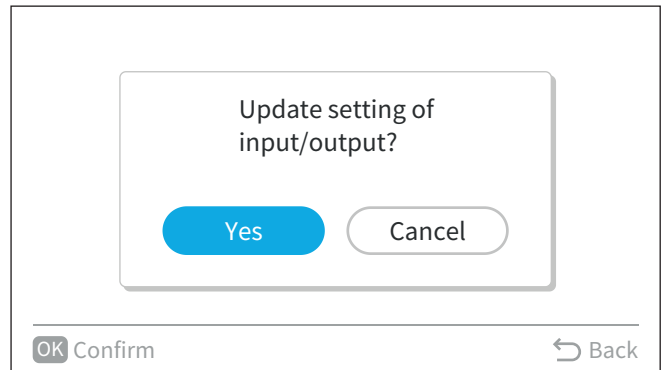 Update setting of
input/output?
Yes Cancel
OK Confirm Back